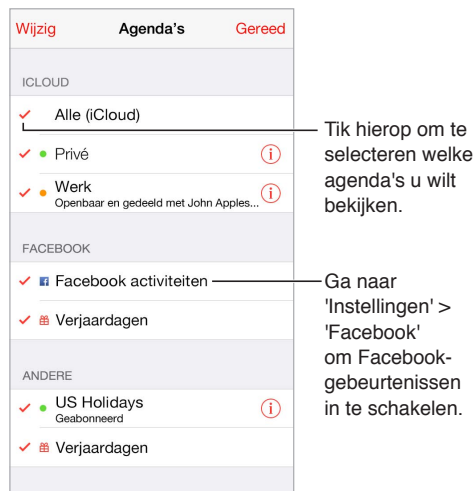 Wijzig Agenda's Gereed
ICLOUD
Alle (iCloud)
Privé
Werk
Openbaar en gedeeld met John Apples...
FACEBOOK
Facebook activiteiten
Verjaardagen
ANDERE
US Holidays
Geabonneerd
Verjaardagen
Tik hierop om te
selecteren welke
agenda's u wilt
bekijken.
Ga naar
'Instellingen' >
'Facebook'
om Facebook-
gebeurtenissen
in te schakelen.